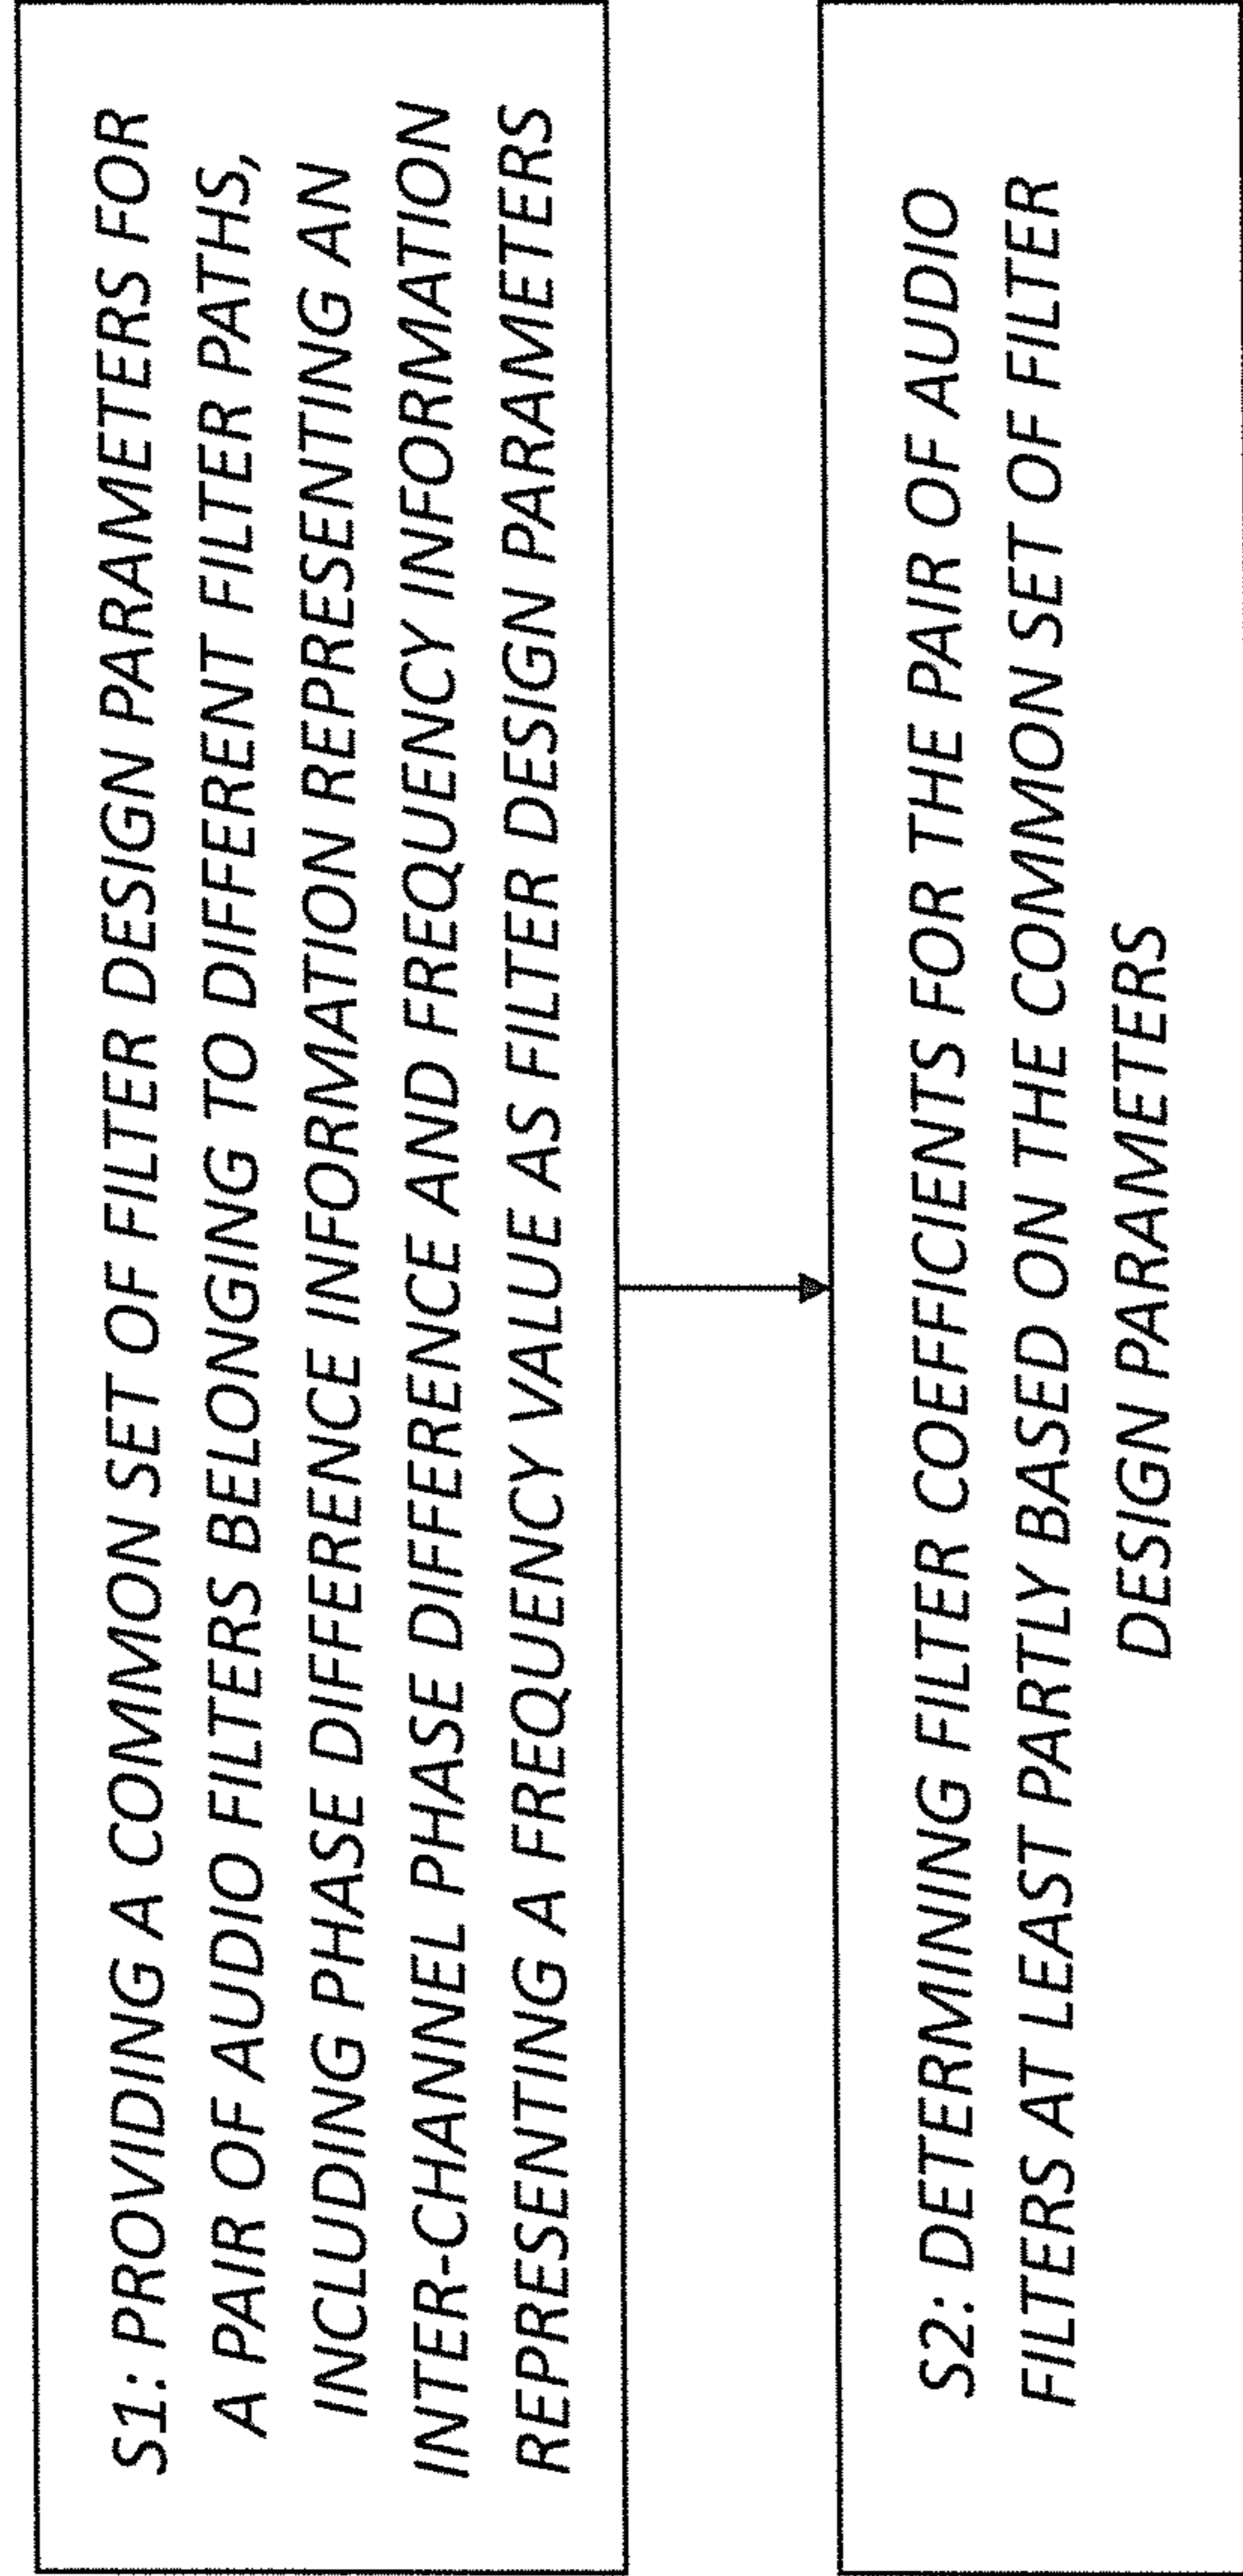 S1: PROVIDING A COMMON SET OF FILTER DESIGN PARAMETERS FOR
A PAIR OF AUDIO FILTERS BELONGING TO DIFFERENT FILTER PATHS,
INCLUDING PHASE DIFFERENCE INFORMATION REPRESENTING AN
INTER-CHANNEL PHASE DIFFERENCE AND FREQUENCY INFORMATION
REPRESENTING A FREQUENCY VALUE AS FILTER DESIGN PARAMETERS
S2: DETERMINING FILTER COEFFICIENTS FOR THE PAIR OF AUDIO
FILTERS AT LEAST PARTLY BASED ON THE COMMON SET OF FILTER
DESIGN PARAMETERS